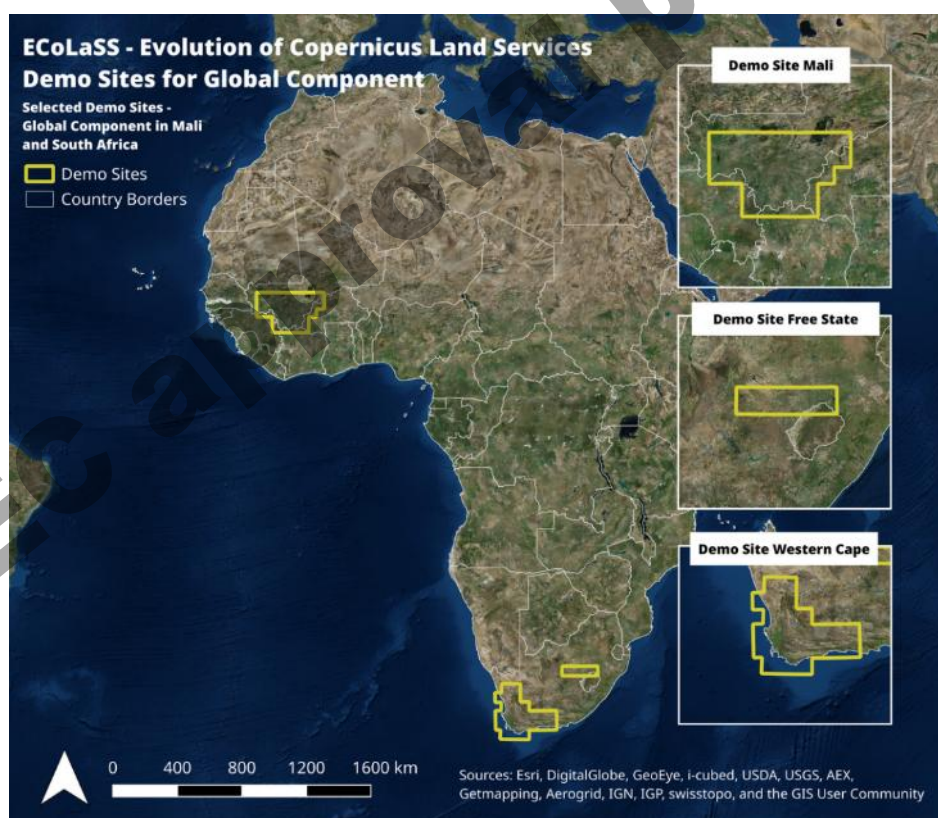 ECoLaSS - Evolution of Copernicus Land Services
Demo Sites for Global Component
Selected Demo Sites -
Global Component in Mali
and South Africa
Demo Sites
Country Borders
Demo Site Mali
Demo Site Free State
Demo Site Western Cape
0 400 800 1200 1600 km
Sources: Esri, DigitalGlobe, GeoEye, i-cubed, USDA, USGS, AEX,
Getmapping, Aerogrid, IGN, IGP, swisstopo, and the GIS User Community
EC approval p